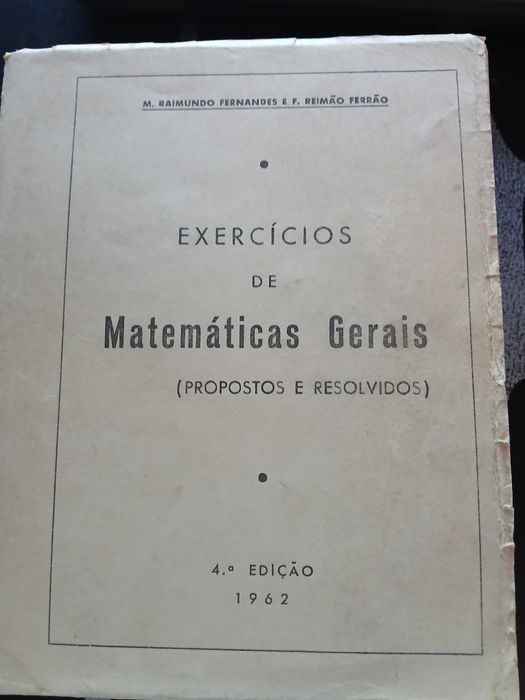 M. RAIMUNDO FERNANDES E F. REIMÃO FERRÃO
EXERCÍCIOS
DE
Matemáticas Gerais
(PROPOSTOS E RESOLVIDOS)
4.ª EDIÇÃO
1962